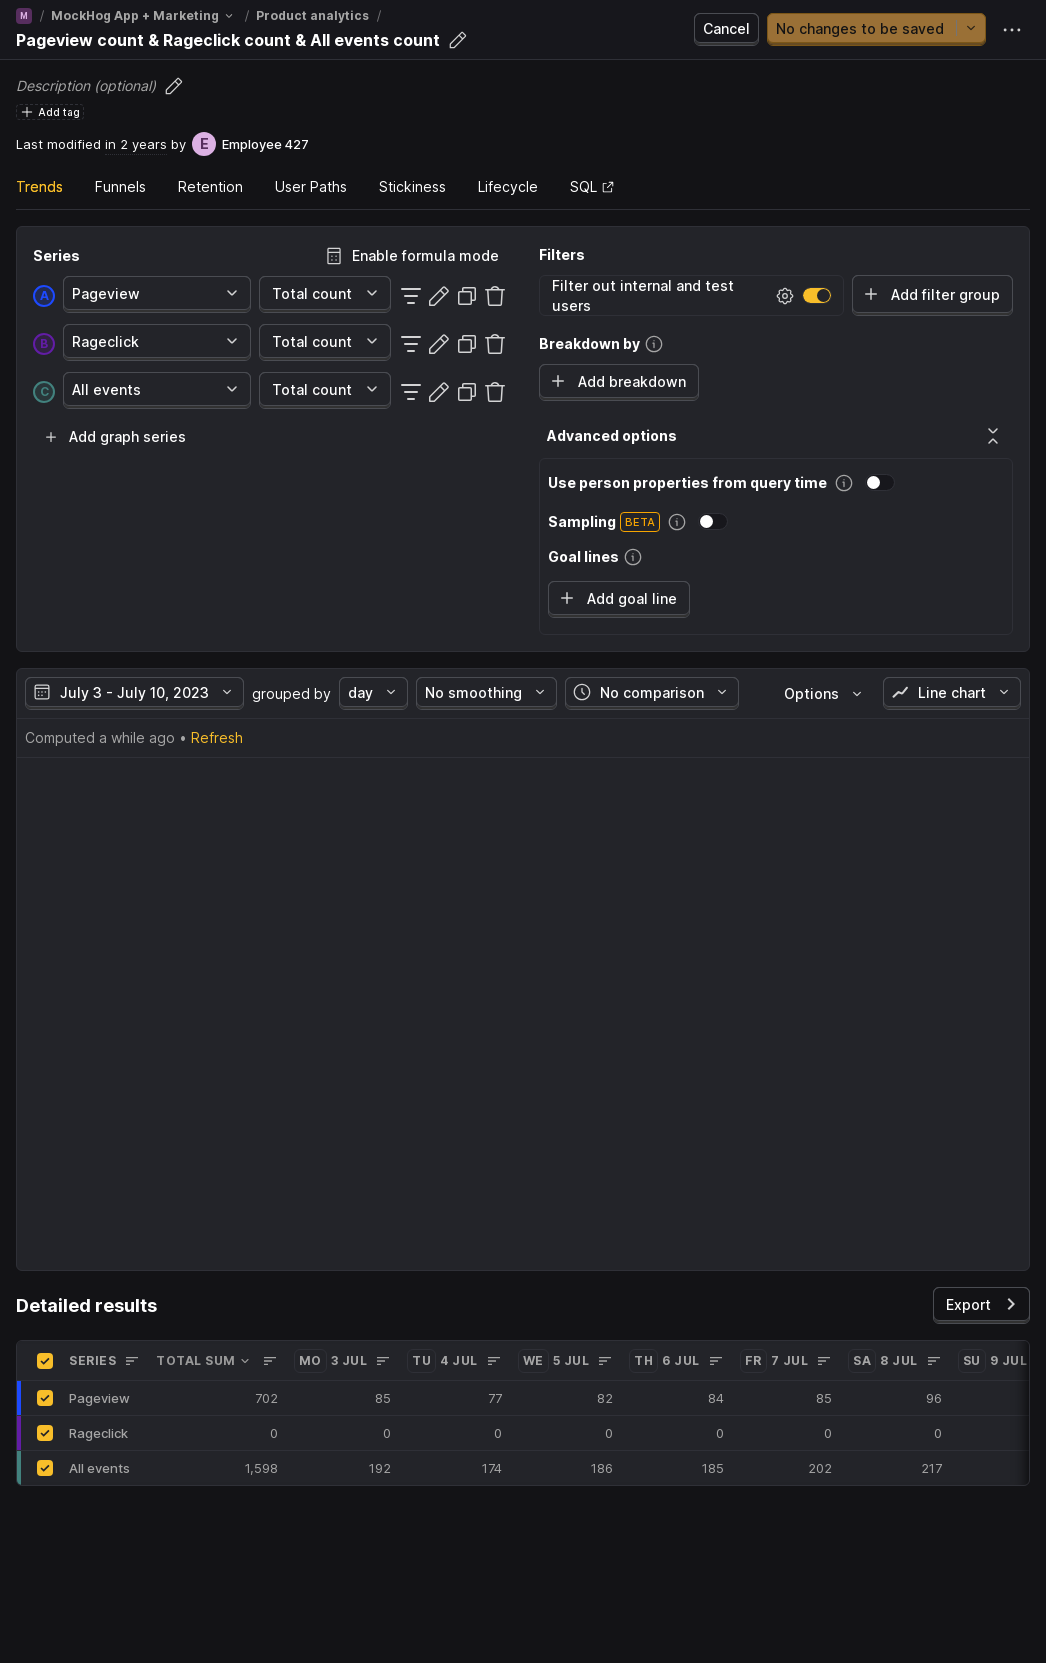 M / MockHog App + Marketing / Product analytics /
Pageview count & Rageclick count & All events count
Cancel
No changes to be saved
Description (optional)
Add tag
Last modified in 2 years by E Employee 427
Trends Funnels Retention User Paths Stickiness Lifecycle SQL
Series
Enable formula mode
A Pageview Total count
B Rageclick Total count
C All events Total count
Add graph series
Filters
Filter out internal and test
users
Add filter group
Breakdown by
Add breakdown
Advanced options
Use person properties from query time
Sampling BETA
Goal lines
Add goal line
July 3 - July 10, 2023 grouped by day No smoothing No comparison Options Line chart
Computed a while ago • Refresh
Detailed results
Export
SERIES TOTAL SUM MO 3 JUL TU 4 JUL WE 5 JUL TH 6 JUL FR 7 JUL SA 8 JUL SU 9 JUL
Pageview 702 85 77 82 84 85 96
Rageclick 0 0 0 0 0 0 0
All events 1,598 192 174 186 185 202 217